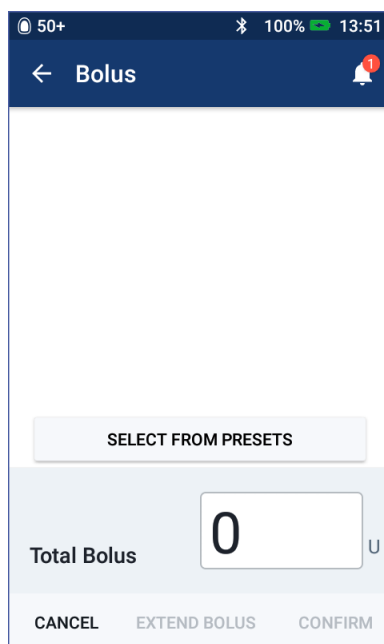 50+ 100% 13:51
Bolus 1
SELECT FROM PRESETS
0 U
Total Bolus
CANCEL EXTEND BOLUS CONFIRM